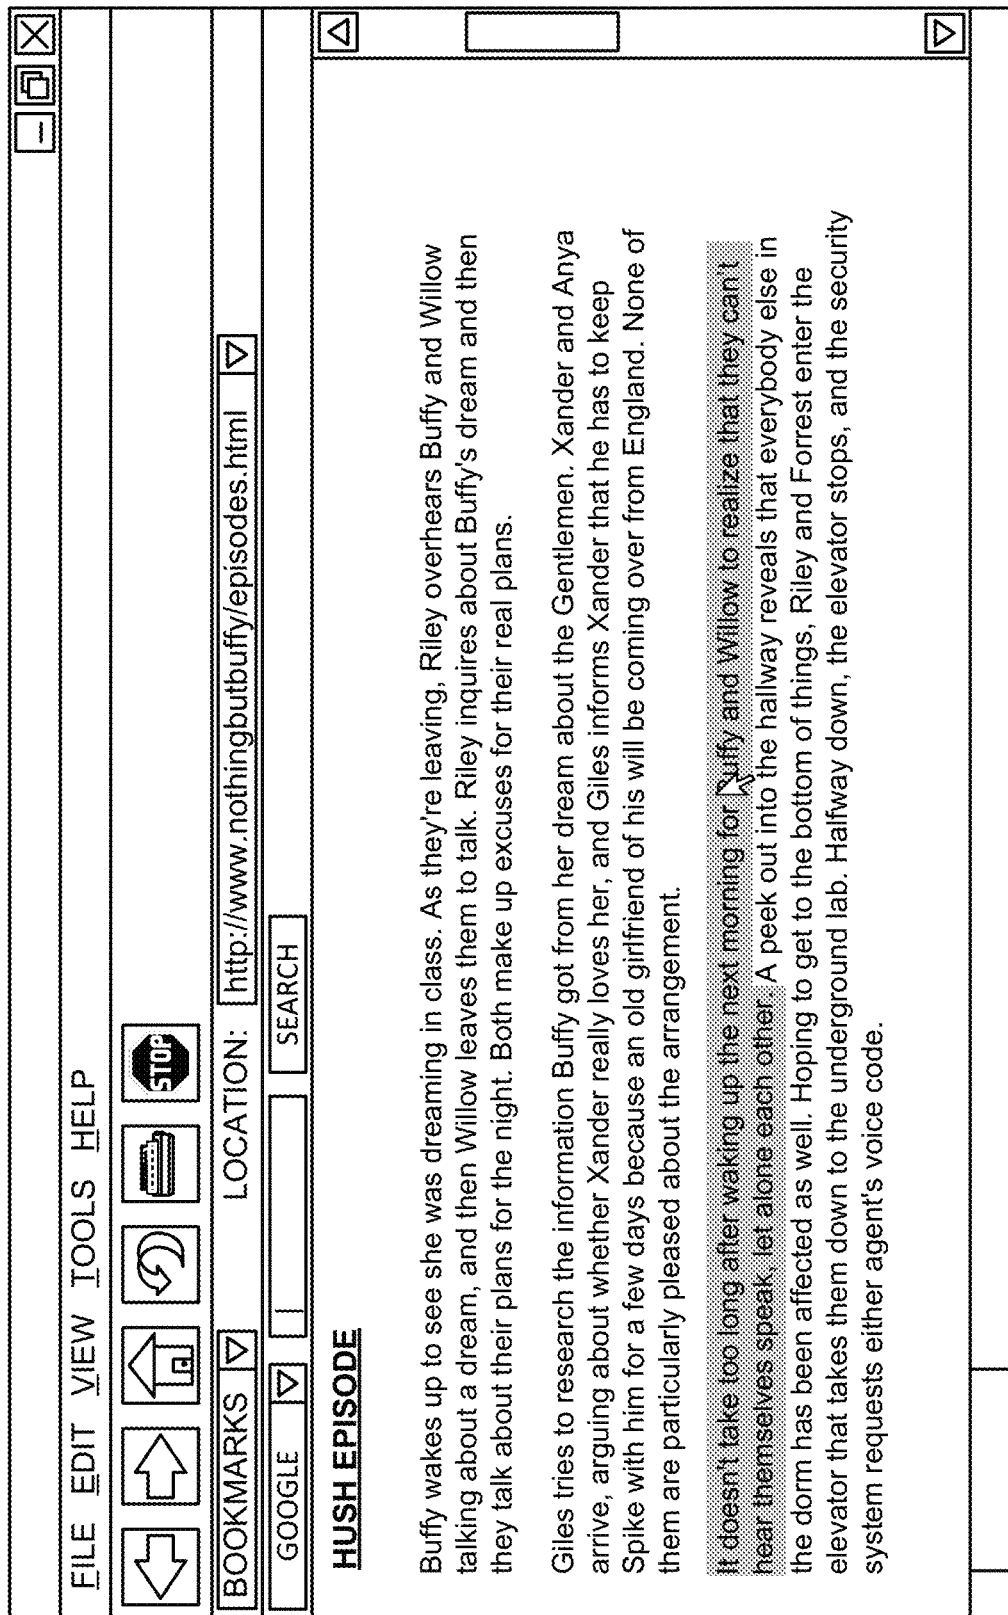 FILE EDIT VIEW TOOLS HELP
STOP
BOOKMARKS LOCATION: http://www.nothingbutbuffy/episodes.html
GOOGLE SEARCH
HUSH EPISODE
Buffy wakes up to see she was dreaming in class. As they're leaving, Riley overhears Buffy and Willow
talking about a dream, and then Willow leaves them to talk. Riley inquires about Buffy's dream and then
they talk about their plans for the night. Both make up excuses for their real plans.
Giles tries to research the information Buffy got from her dream about the Gentlemen. Xander and Anya
arrive, arguing about whether Xander really loves her, and Giles informs Xander that he has to keep
Spike with him for a few days because an old girlfriend of his will be coming over from England. None of
them are particularly pleased about the arrangement.
It doesn't take too long after waking up the next morning for Buffy and Willow to realize that they can't
hear themselves speak, let alone each other. A peek out into the hallway reveals that everybody else in
the dorm has been affected as well. Hoping to get to the bottom of things, Riley and Forrest enter the
elevator that takes them down to the underground lab. Halfway down, the elevator stops, and the security
system requests either agent's voice code.